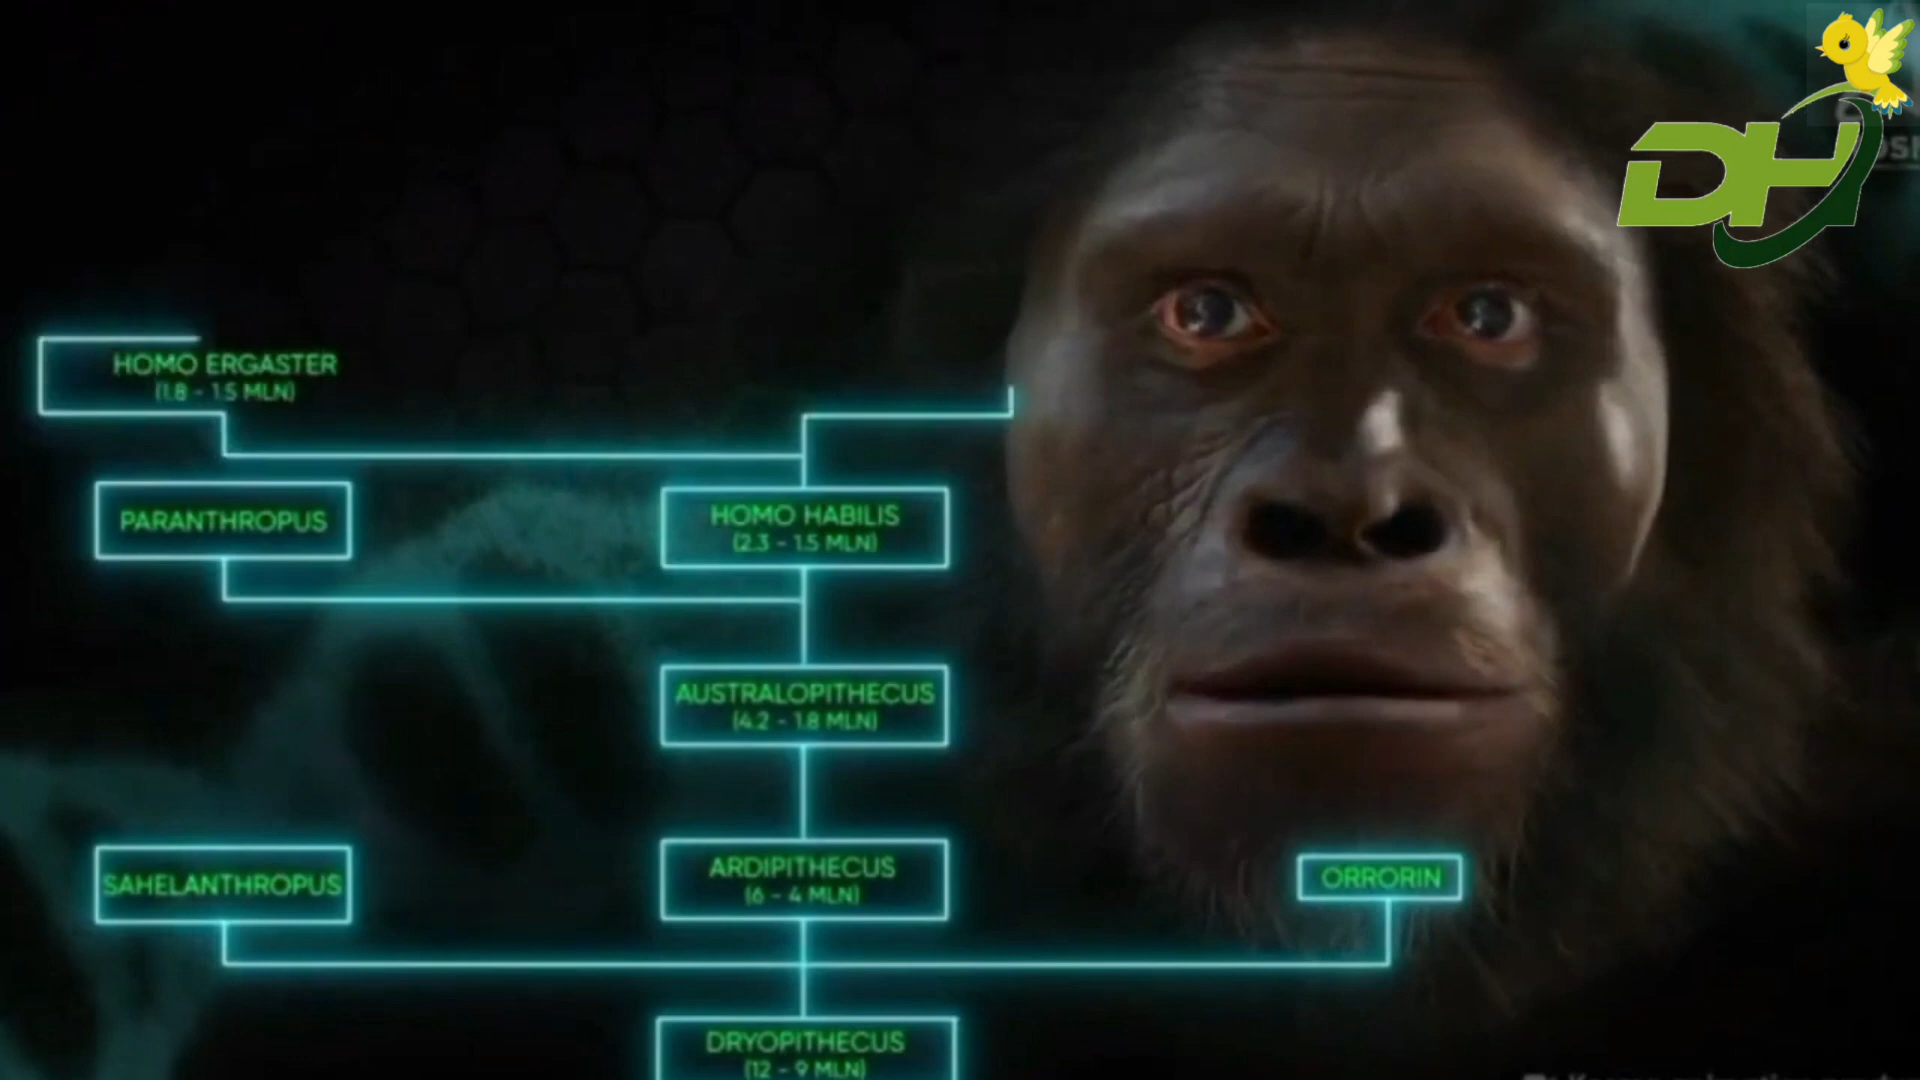 DH
HOMO ERGASTER
(1.8 - 1.5 MLN)
PARANTHROPUS
HOMO HABILIS
(2.3 - 1.5 MLN)
AUSTRALOPITHECUS
(4.2 - 1.8 MLN)
SAHELANTHROPUS
ARDIPITHECUS
(6 - 4 MLN)
ORRORIN
DRYOPITHECUS
(12 - 9 MLN)